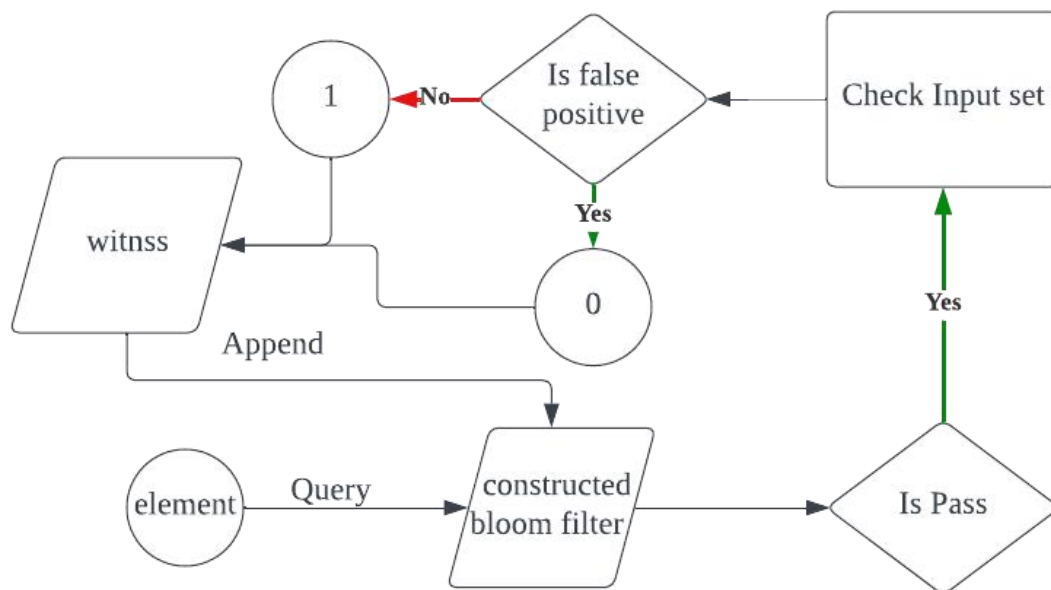 1
No
Is false
positive
Check Input set
Yes
witnss
0
Yes
Append
element
Query
constructed
bloom filter
Is Pass